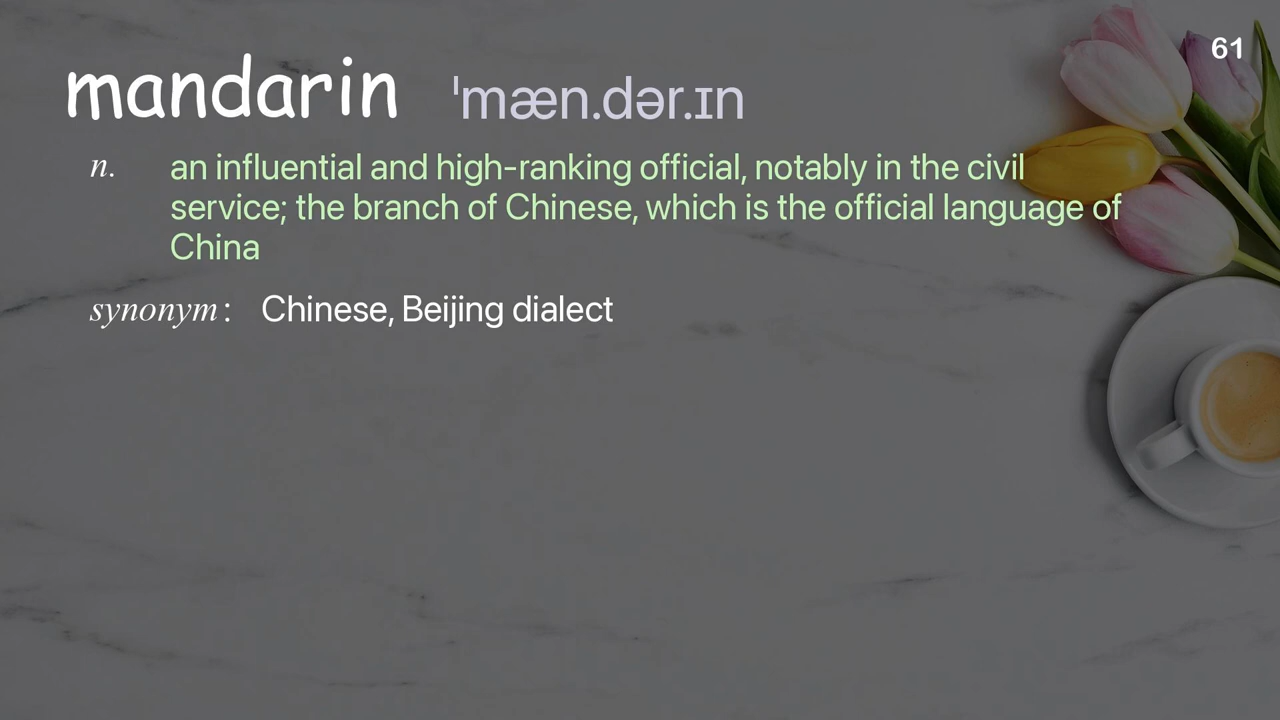 61
mandarin ˈmæn.dər.ɪn
n. an influential and high-ranking official, notably in the civil
service; the branch of Chinese, which is the official language of
China
synonym: Chinese, Beijing dialect